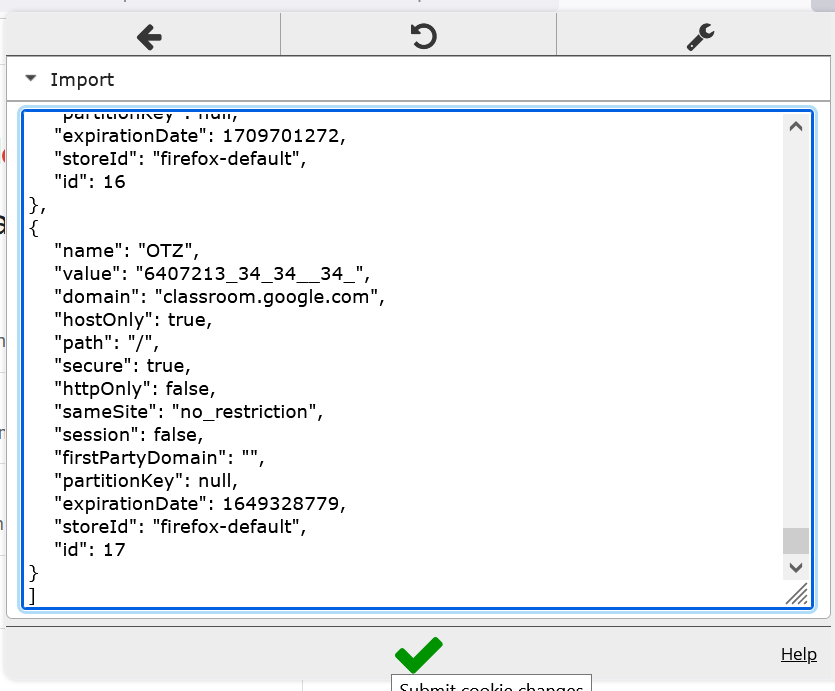 Import
"partitionKey": null,
"expirationDate": 1709701272,
"storeId": "firefox-default",
"id": 16
},
{
"name": "OTZ",
"value": "6407213_34_34__34_",
"domain": "classroom.google.com",
"hostOnly": true,
"path": "/",
"secure": true,
"httpOnly": false,
"sameSite": "no_restriction",
"session": false,
"firstPartyDomain": "",
"partitionKey": null,
"expirationDate": 1649328779,
"storeId": "firefox-default",
"id": 17
}
]
Help
Submit cookie changes